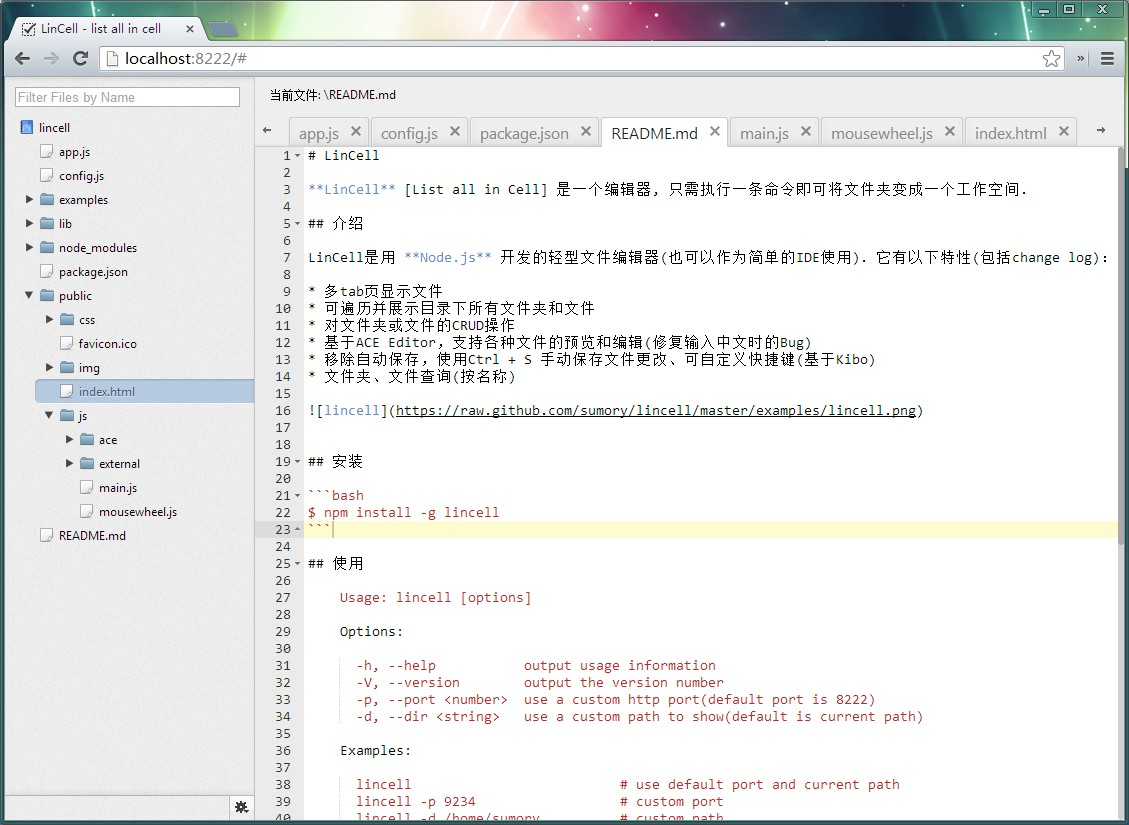 LinCell - list all in cell
localhost:8222/#
Filter Files by Name
lincell
app.js
config.js
examples
lib
node_modules
package.json
public
css
favicon.ico
img
index.html
js
ace
external
main.js
mousewheel.js
README.md
当前文件: \README.md
app.js config.js package.json README.md main.js mousewheel.js index.html
1 # LinCell
2
3 **LinCell** [List all in Cell] 是一个编辑器, 只需执行一条命令即可将文件夹变成一个工作空间.
4
5 ## 介绍
6
7 LinCell是用 **Node.js** 开发的轻型文件编辑器(也可以作为简单的IDE使用). 它有以下特性(包括change log):
8
9 * 多tab页显示文件
10 * 可遍历并展示目录下所有文件夹和文件
11 * 对文件夹或文件的CRUD操作
12 * 基于ACE Editor，支持各种文件的预览和编辑(修复输入中文时的Bug)
13 * 移除自动保存，使用Ctrl + S 手动保存文件更改、可自定义快捷键(基于Kibo)
14 * 文件夹、文件查询(按名称)
15
16 ![lincell](https://raw.github.com/sumory/lincell/master/examples/lincell.png)
17
18
19 ## 安装
20
21 ```bash
22 $ npm install -g lincell
23 ```
24
25 ## 使用
26
27 Usage: lincell [options]
28
29 Options:
30
31 -h, --help output usage information
32 -V, --version output the version number
33 -p, --port <number> use a custom http port(default port is 8222)
34 -d, --dir <string> use a custom path to show(default is current path)
35
36 Examples:
37
38 lincell # use default port and current path
39 lincell -p 9234 # custom port
40 lincell -d /home/sumory # custom path